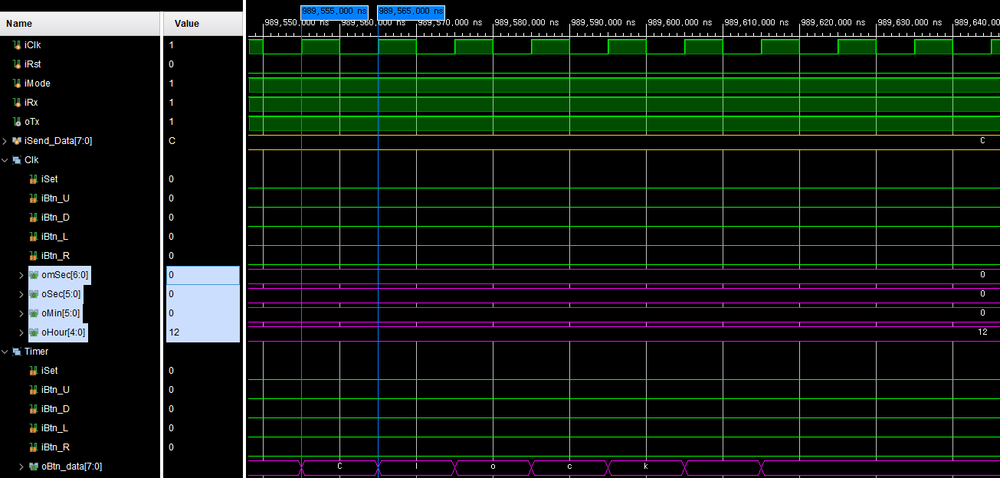 989,555,000 ns 989,565,000 ns
Name Value
989,550,000 ns 989,560,000 ns 989,570,000 ns 989,580,000 ns 989,590,000 ns 989,600,000 ns 989,610,000 ns 989,620,000 ns 989,630,000 ns 989,640,00
iClk 1
iRst 0
iMode 1
iRx 1
oTx 1
iSend_Data[7:0] C C
Clk
iSet 0
iBtn_U 0
iBtn_D 0
iBtn_L 0
iBtn_R 0
omSec[6:0] 0 0
oSec[5:0] 0 0
oMin[5:0] 0 0
oHour[4:0] 12 12
Timer
iSet 0
iBtn_U 0
iBtn_D 0
iBtn_L 0
iBtn_R 0
oBtn_data[7:0] C l o c k